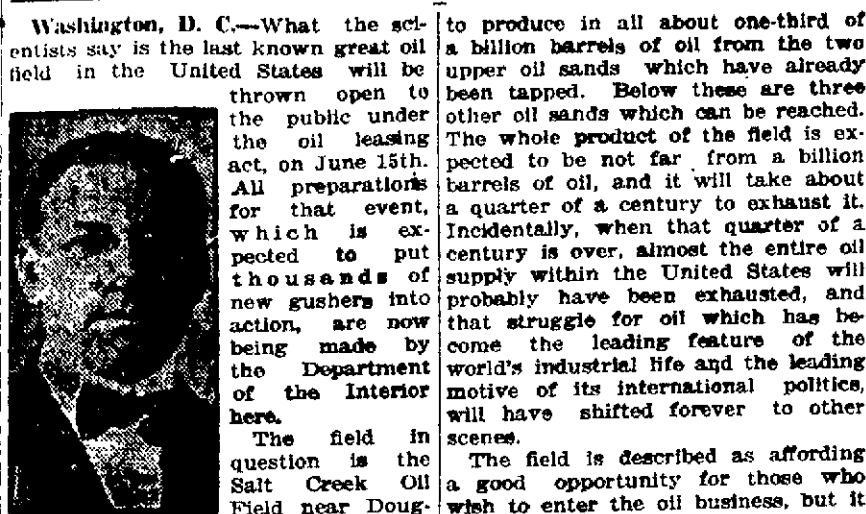 Washington, D. C.—What the sci-
entists say is the last known great oil
field in the United States will be
thrown open to
the public under
the oil leasing
act, on June 15th.
All preparations
for that event,
which is ex-
pected to put
thousands of
new gushers into
action, are now
being made by
the Department
of the Interior
here.
The field in
question is the
Salt Creek Oil
Field near Doug-
to produce in all about one-third of
a billion barrels of oil from the two
upper oil sands which have already
been tapped. Below these are three
other oil sands which can be reached.
The whole product of the field is ex-
pected to be not far from a billion
barrels of oil, and it will take about
a quarter of a century to exhaust it.
Incidentally, when that quarter of a
century is over, almost the entire oil
supply within the United States will
probably have been exhausted, and
that struggle for oil which has be-
come the leading feature of the
world's industrial life and the leading
motive of its international politics,
will have shifted forever to other
scenes.
The field is described as affording
a good opportunity for those who
wish to enter the oil business, but it